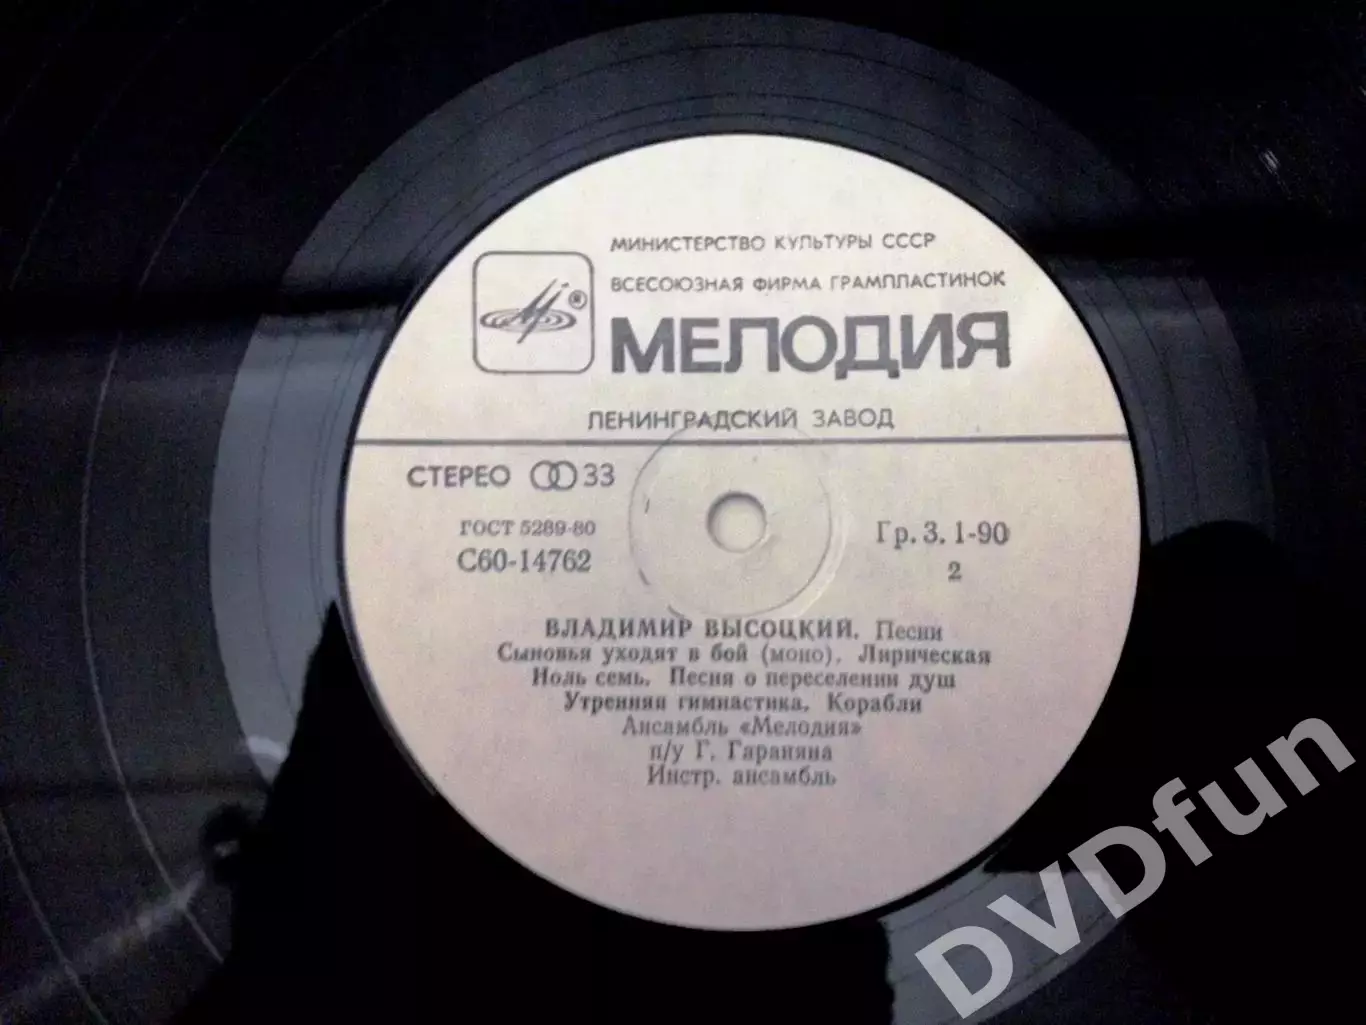 МИНИСТЕРСТВО КУЛЬТУРЫ СССР
ВСЕСОЮЗНАЯ ФИРМА ГРАМПЛАСТИНОК
МЕЛОДИЯ
ЛЕНИНГРАДСКИЙ ЗАВОД
СТЕРЕО 33
ГОСТ 5289-80
С60-14762
Гр. 3. 1-90
2
ВЛАДИМИР ВЫСОЦКИЙ. Песни
Сыновья уходят в бой (моно). Лирическая
Ноль семь. Песня о переселении душ
Утренняя гимнастика. Корабли
Ансамбль «Мелодия»
п/у Г. Гараняна
Инстр. ансамбль
DVDfun